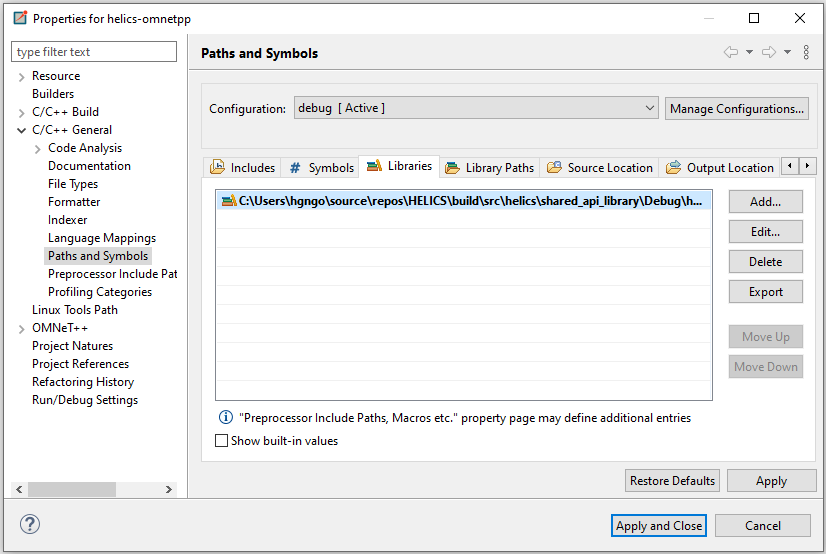 Properties for helics-omnetpp
type filter text
Resource
Builders
C/C++ Build
C/C++ General
Code Analysis
Documentation
File Types
Formatter
Indexer
Language Mappings
Paths and Symbols
Preprocessor Include Pat
Profiling Categories
Linux Tools Path
OMNeT++
Project Natures
Project References
Refactoring History
Run/Debug Settings
Paths and Symbols
Configuration: debug [ Active ] Manage Configurations...
Includes # Symbols Libraries Library Paths Source Location Output Location
C:\Users\hgngo\source\repos\HELICS\build\src\helics\shared_api_library\Debug\h...
Add...
Edit...
Delete
Export
Move Up
Move Down
"Preprocessor Include Paths, Macros etc." property page may define additional entries
Show built-in values
Restore Defaults Apply
? Apply and Close Cancel